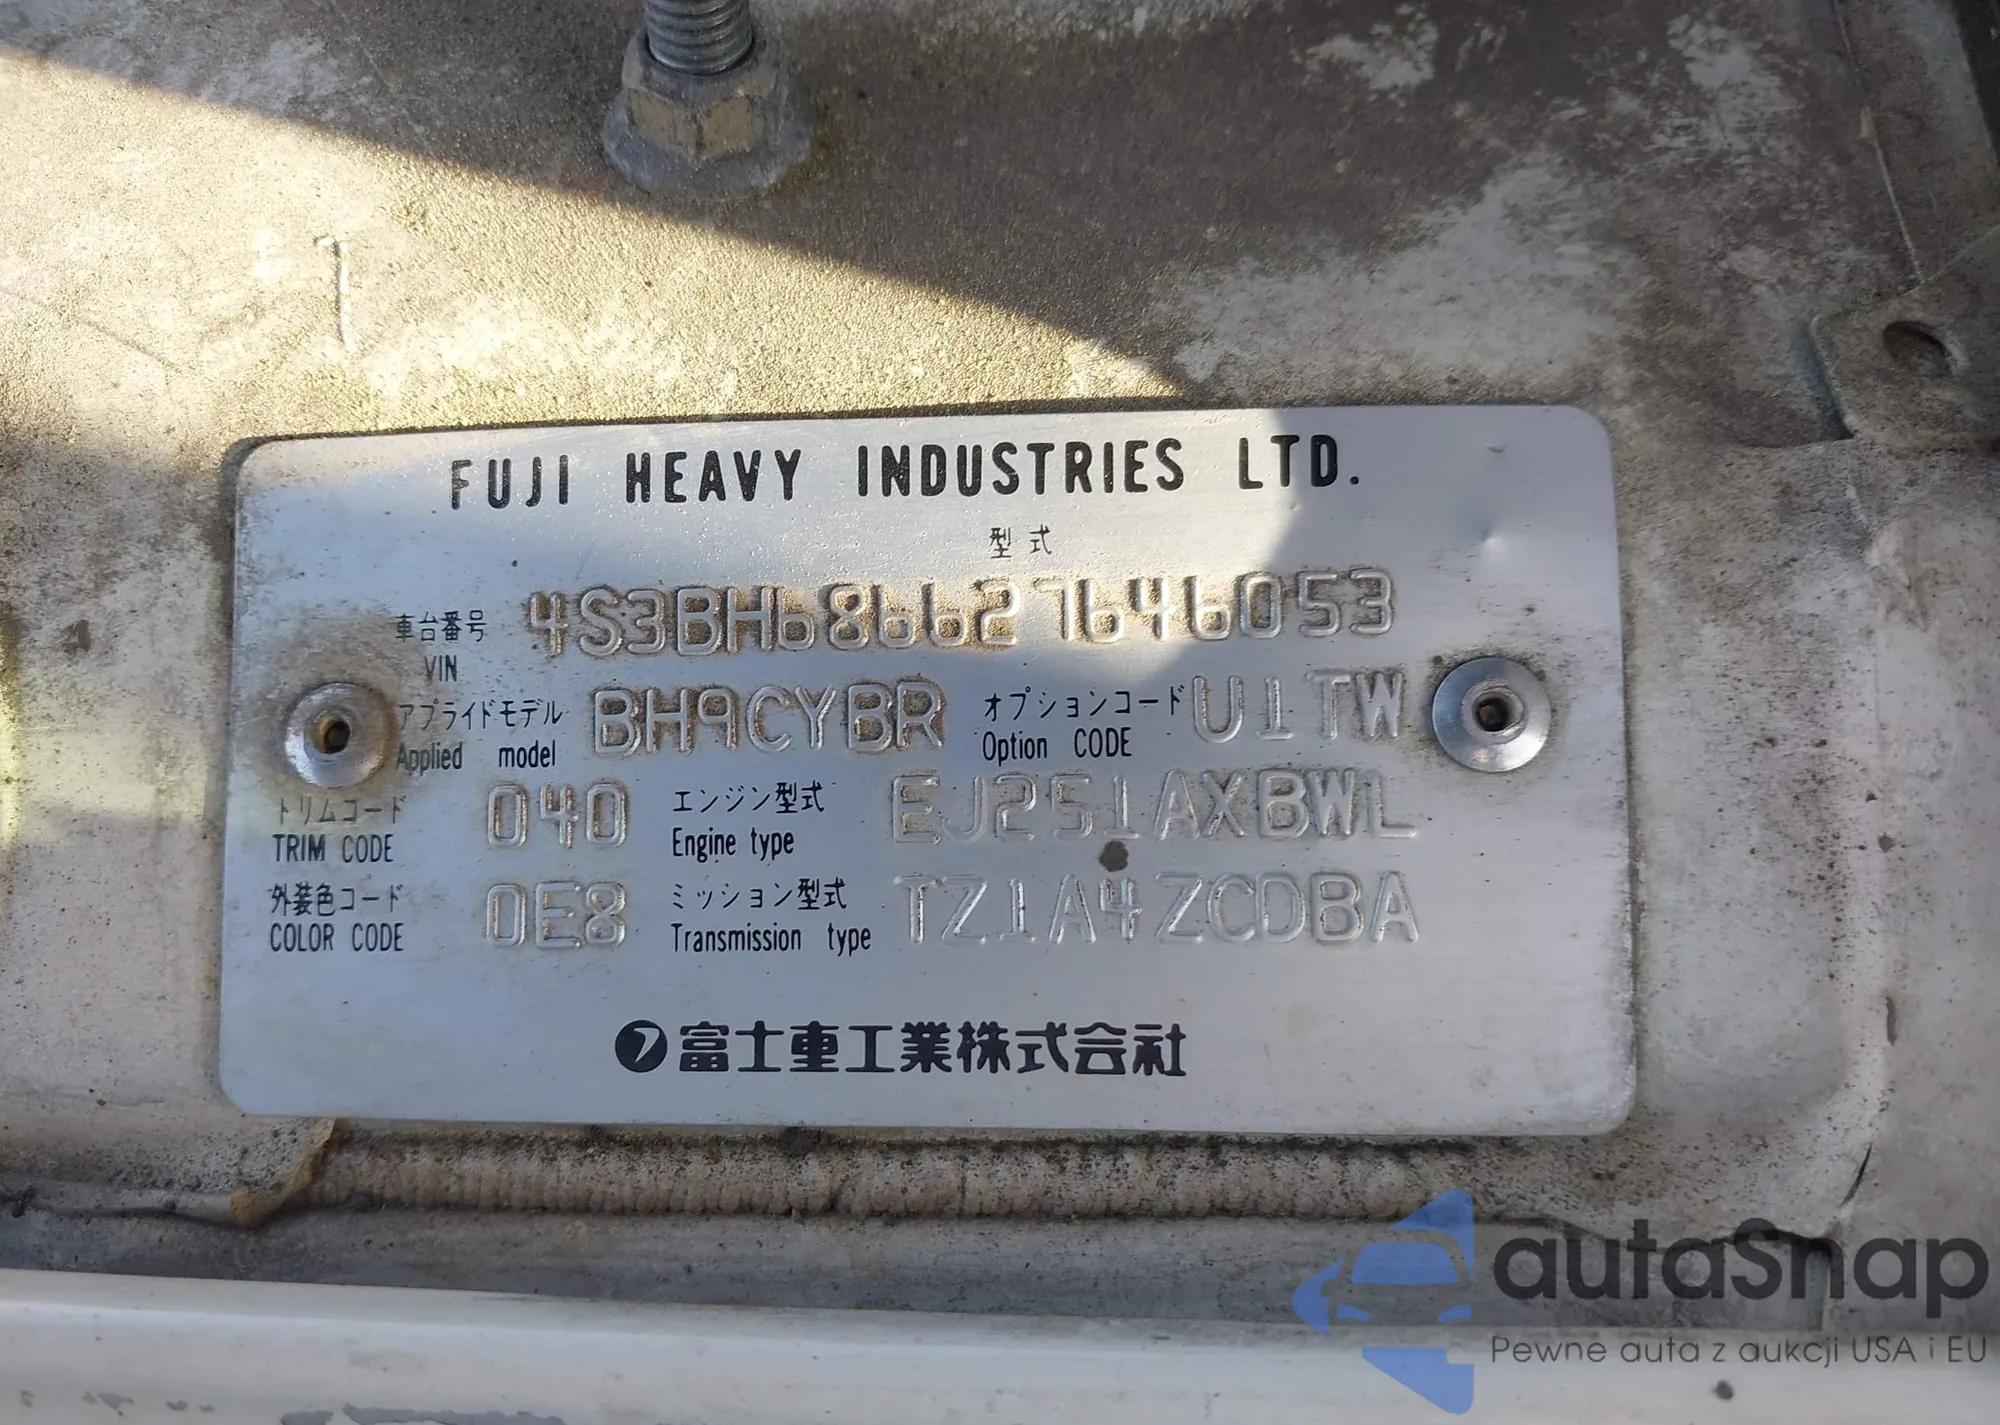 FUJI HEAVY INDUSTRIES LTD.
型式
車台番号 4S3BH686627646053
VIN
アプライドモデル BH9CYBR オプションコード U1TW
Applied model Option CODE
トリムコード 040 エンジン型式 EJ251AXBWL
TRIM CODE Engine type
外装色コード 0E8 ミッション型式 TZ1A4ZCDBA
COLOR CODE Transmission type
富士重工業株式会社
autaSnap
Pewne auta z aukcji USA i EU